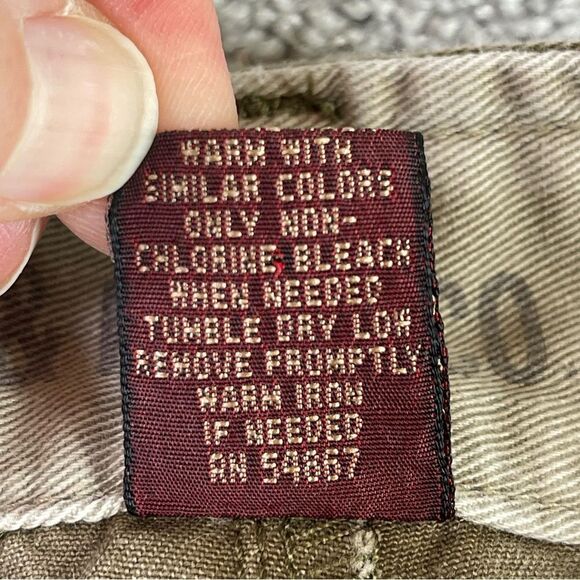 WARM WITH
SIMILAR COLORS
ONLY NON-
CHLORINE BLEACH
WHEN NEEDED
TUMBLE DRY LOW
REMOVE PROMPTLY
WARM IRON
IF NEEDED
RN 54867